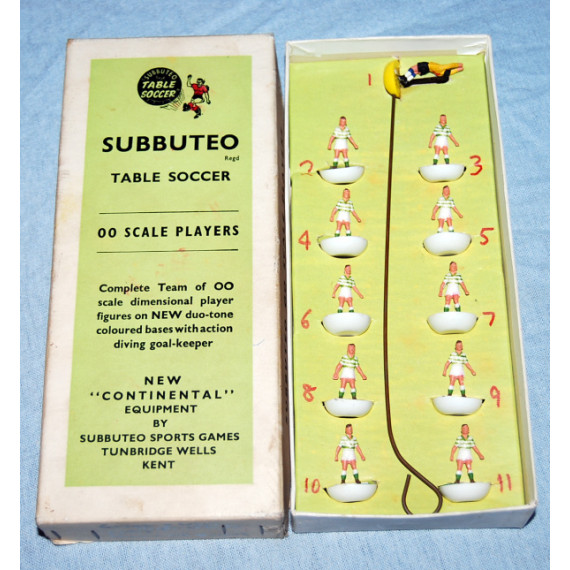 SUBBUTEO
TABLE
SOCCER
SUBBUTEO
Regd
TABLE SOCCER
OO SCALE PLAYERS
Complete Team of OO
scale dimensional player
figures on NEW duo-tone
coloured bases with action
diving goal-keeper
NEW
"CONTINENTAL"
EQUIPMENT
BY
SUBBUTEO SPORTS GAMES
TUNBRIDGE WELLS
KENT
1
2 3
4 5
6 7
8 9
10 11